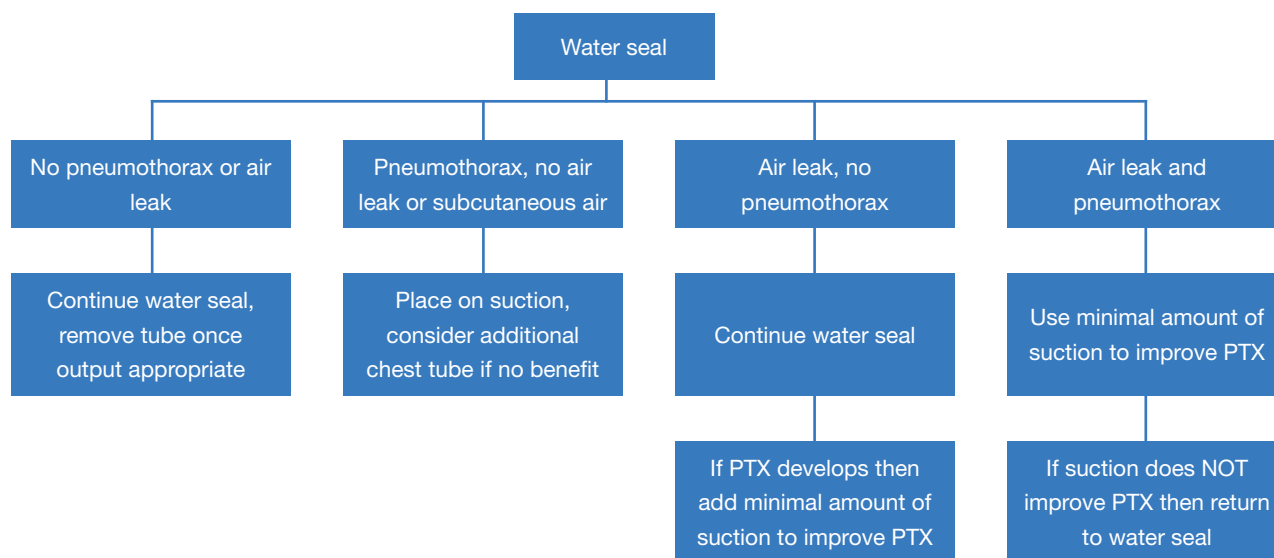 Water seal
No pneumothorax or air
leak
Pneumothorax, no air
leak or subcutaneous air
Air leak, no
pneumothorax
Air leak and
pneumothorax
Continue water seal,
remove tube once
output appropriate
Place on suction,
consider additional
chest tube if no benefit
Continue water seal
Use minimal amount of
suction to improve PTX
If PTX develops then
add minimal amount of
suction to improve PTX
If suction does NOT
improve PTX then return
to water seal